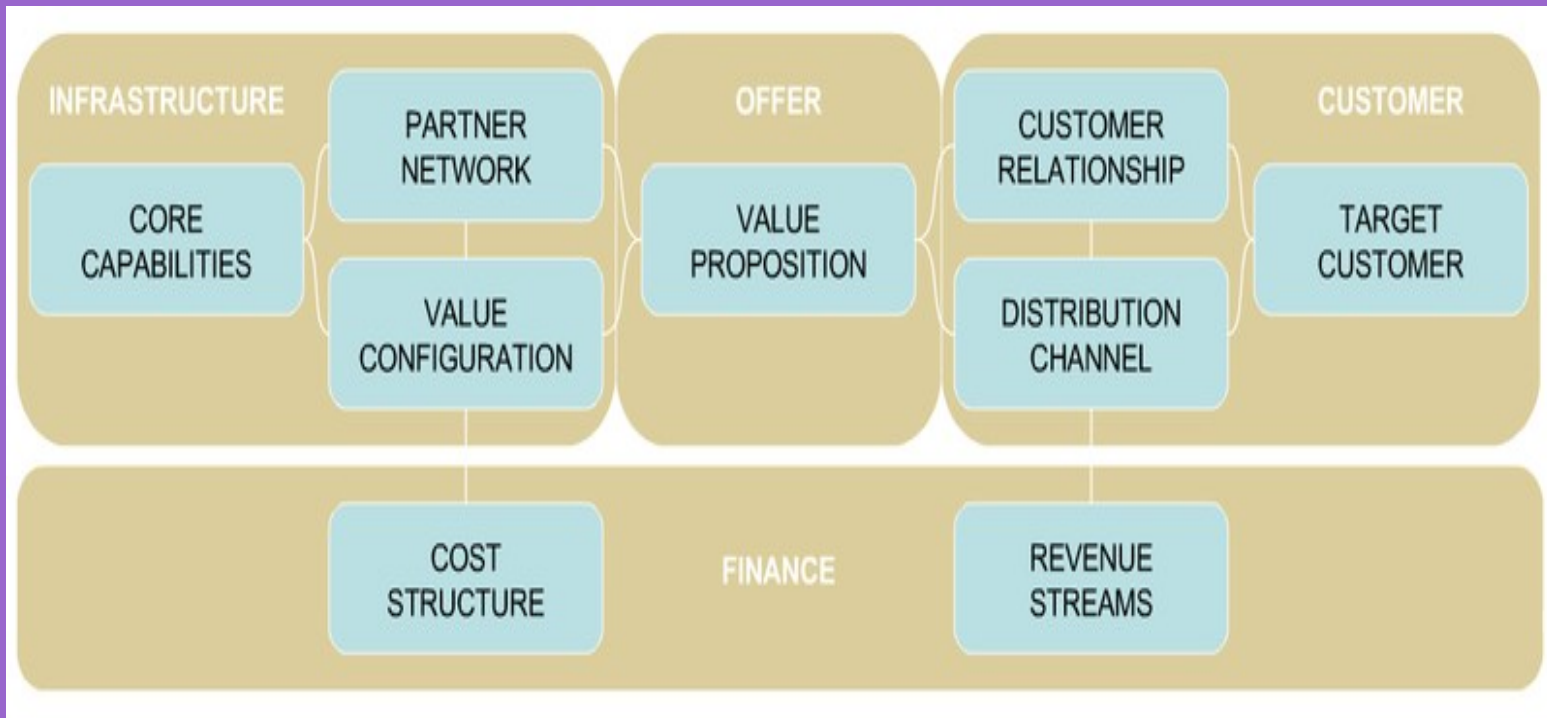 INFRASTRUCTURE
CORE
CAPABILITIES
PARTNER
NETWORK
VALUE
CONFIGURATION
OFFER
VALUE
PROPOSITION
CUSTOMER
CUSTOMER
RELATIONSHIP
DISTRIBUTION
CHANNEL
TARGET
CUSTOMER
FINANCE
COST
STRUCTURE
REVENUE
STREAMS